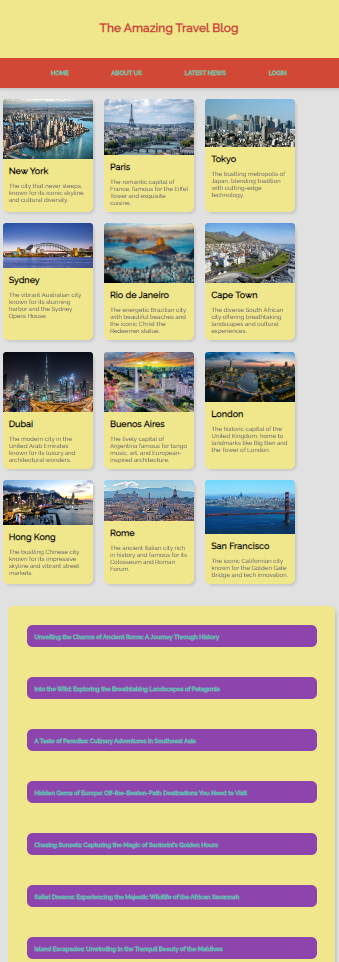 The Amazing Travel Blog
HOME ABOUT US LATEST NEWS LOGIN
New York
The city that never sleeps,
known for its iconic skyline
and cultural diversity.
Paris
The romantic capital of
France, famous for the Eiffel
Tower and exquisite
cuisine.
Tokyo
The bustling metropolis of
Japan, blending tradition
with cutting-edge
technology.
Sydney
The vibrant Australian city
known for its stunning
harbor and the Sydney
Opera House.
Rio de Janeiro
The energetic Brazilian city
with beautiful beaches and
the iconic Christ the
Redeemer statue.
Cape Town
The diverse South African
city offering breathtaking
landscapes and cultural
experiences.
Dubai
The modern city in the
United Arab Emirates
known for its luxury and
architectural wonders.
Buenos Aires
The lively capital of
Argentina famous for tango
music, art, and European-
inspired architecture.
London
The historic capital of the
United Kingdom, home to
landmarks like Big Ben and
the Tower of London.
Hong Kong
The bustling Chinese city
known for its impressive
skyline and vibrant street
markets.
Rome
The ancient Italian city rich
in history and famous for its
Colosseum and Roman
Forum.
San Francisco
The iconic Californian city
known for the Golden Gate
Bridge and tech innovation.
Unveiling the Charms of Ancient Rome: A Journey Through History
Into the Wild: Exploring the Breathtaking Landscapes of Patagonia
A Taste of Paradise: Culinary Adventures in Southeast Asia
Hidden Gems of Europe: Off-the-Beaten-Path Destinations You Need to Visit
Chasing Sunsets: Capturing the Magic of Santorini's Golden Hours
Safari Dreams: Experiencing the Majestic Wildlife of the African Savannah
Island Escapades: Unwinding in the Tranquil Beauty of the Maldives